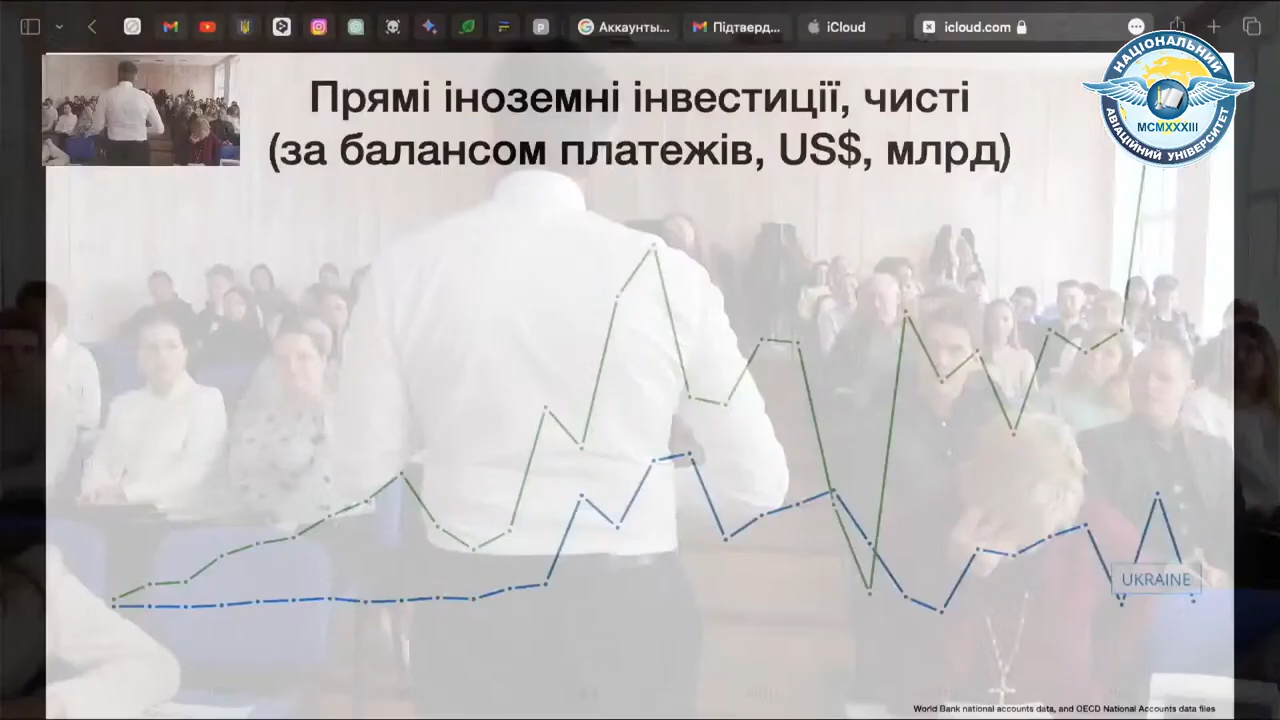 Аккаунты...
Підтверд...
iCloud
icloud.com
Прямі іноземні інвестиції, чисті
(за балансом платежів, US$, млрд)
НАЦІОНАЛЬНИЙ
MCMXXXIII
АВІАЦІЙНИЙ УНІВЕРСИТЕТ
UKRAINE
World Bank national accounts data, and OECD National Accounts data files